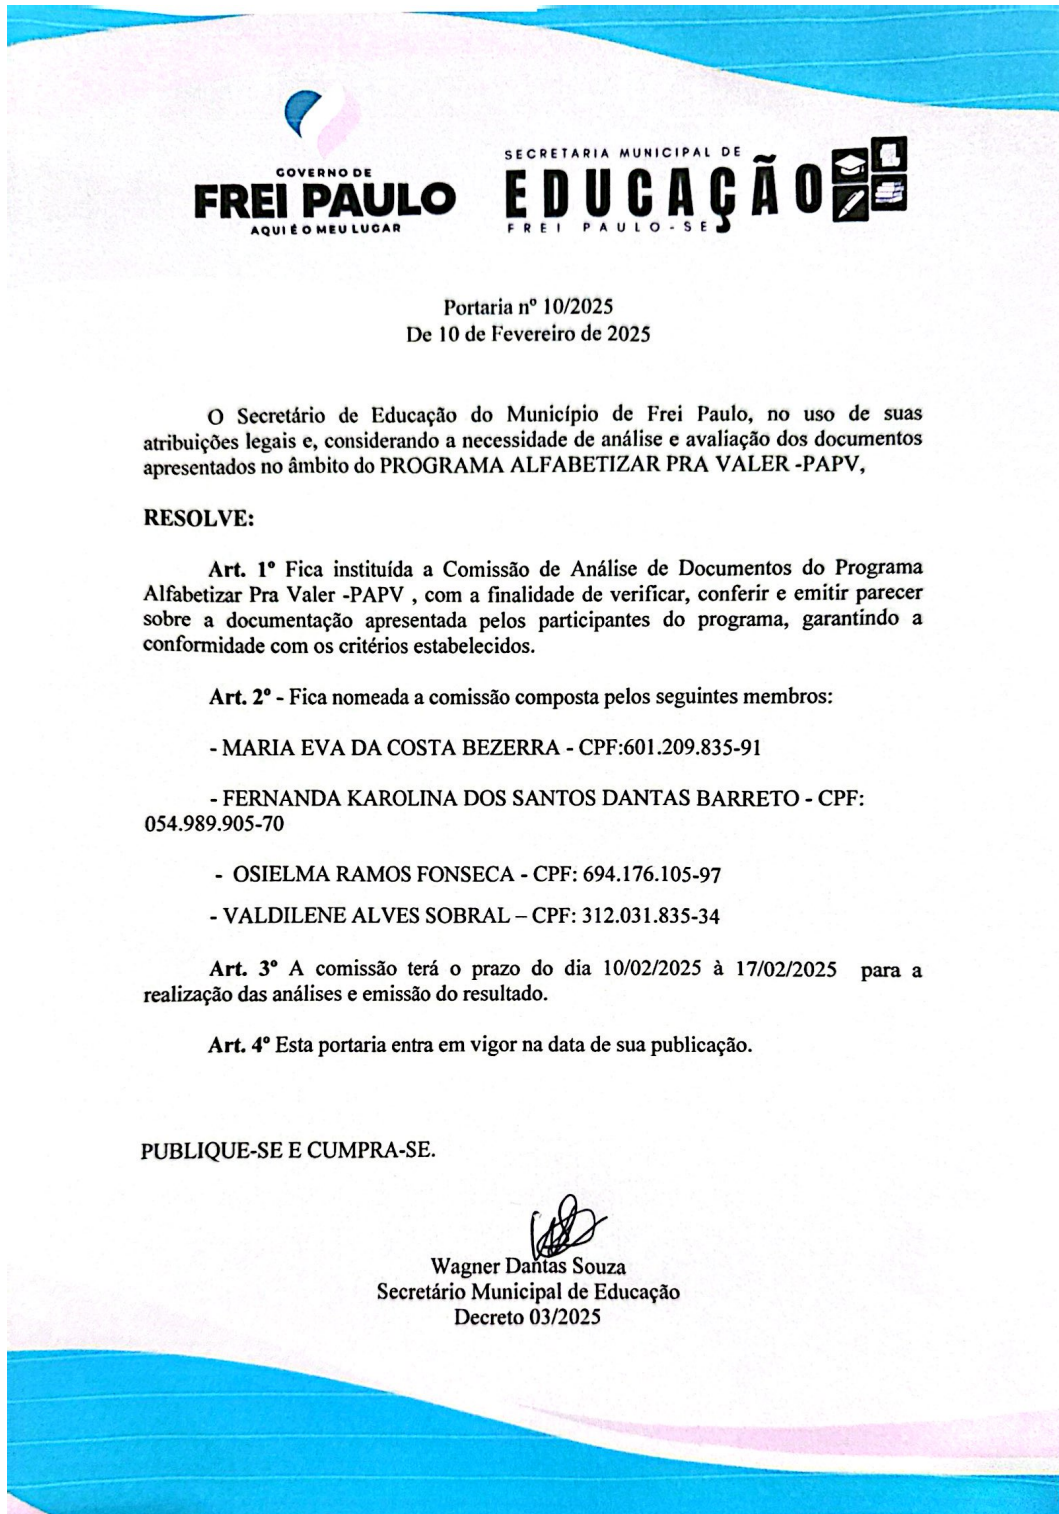 GOVERNO DE
FREI PAULO
AQUI É O MEU LUGAR
SECRETARIA MUNICIPAL DE
EDUCAÇÃO
FREI PAULO-SE
Portaria nº 10/2025
De 10 de Fevereiro de 2025
O Secretário de Educação do Município de Frei Paulo, no uso de suas
atribuições legais e, considerando a necessidade de análise e avaliação dos documentos
apresentados no âmbito do PROGRAMA ALFABETIZAR PRA VALER -PAPV,
RESOLVE:
Art. 1º Fica instituída a Comissão de Análise de Documentos do Programa
Alfabetizar Pra Valer -PAPV , com a finalidade de verificar, conferir e emitir parecer
sobre a documentação apresentada pelos participantes do programa, garantindo a
conformidade com os critérios estabelecidos.
Art. 2º - Fica nomeada a comissão composta pelos seguintes membros:
- MARIA EVA DA COSTA BEZERRA - CPF:601.209.835-91
- FERNANDA KAROLINA DOS SANTOS DANTAS BARRETO - CPF:
054.989.905-70
- OSIELMA RAMOS FONSECA - CPF: 694.176.105-97
- VALDILENE ALVES SOBRAL – CPF: 312.031.835-34
Art. 3º A comissão terá o prazo do dia 10/02/2025 à 17/02/2025 para a
realização das análises e emissão do resultado.
Art. 4º Esta portaria entra em vigor na data de sua publicação.
PUBLIQUE-SE E CUMPRA-SE.
Wagner Dantas Souza
Secretário Municipal de Educação
Decreto 03/2025